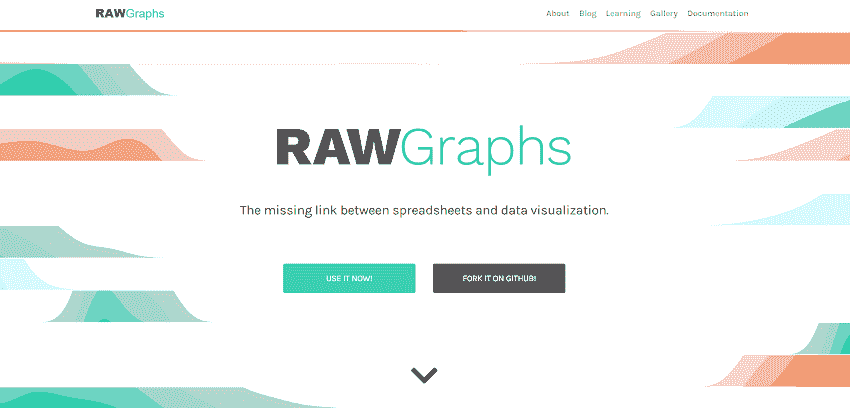 RAWGraphs
About Blog Learning Gallery Documentation
RAWGraphs
The missing link between spreadsheets and data visualization.
USE IT NOW!
FORK IT ON GITHUB!